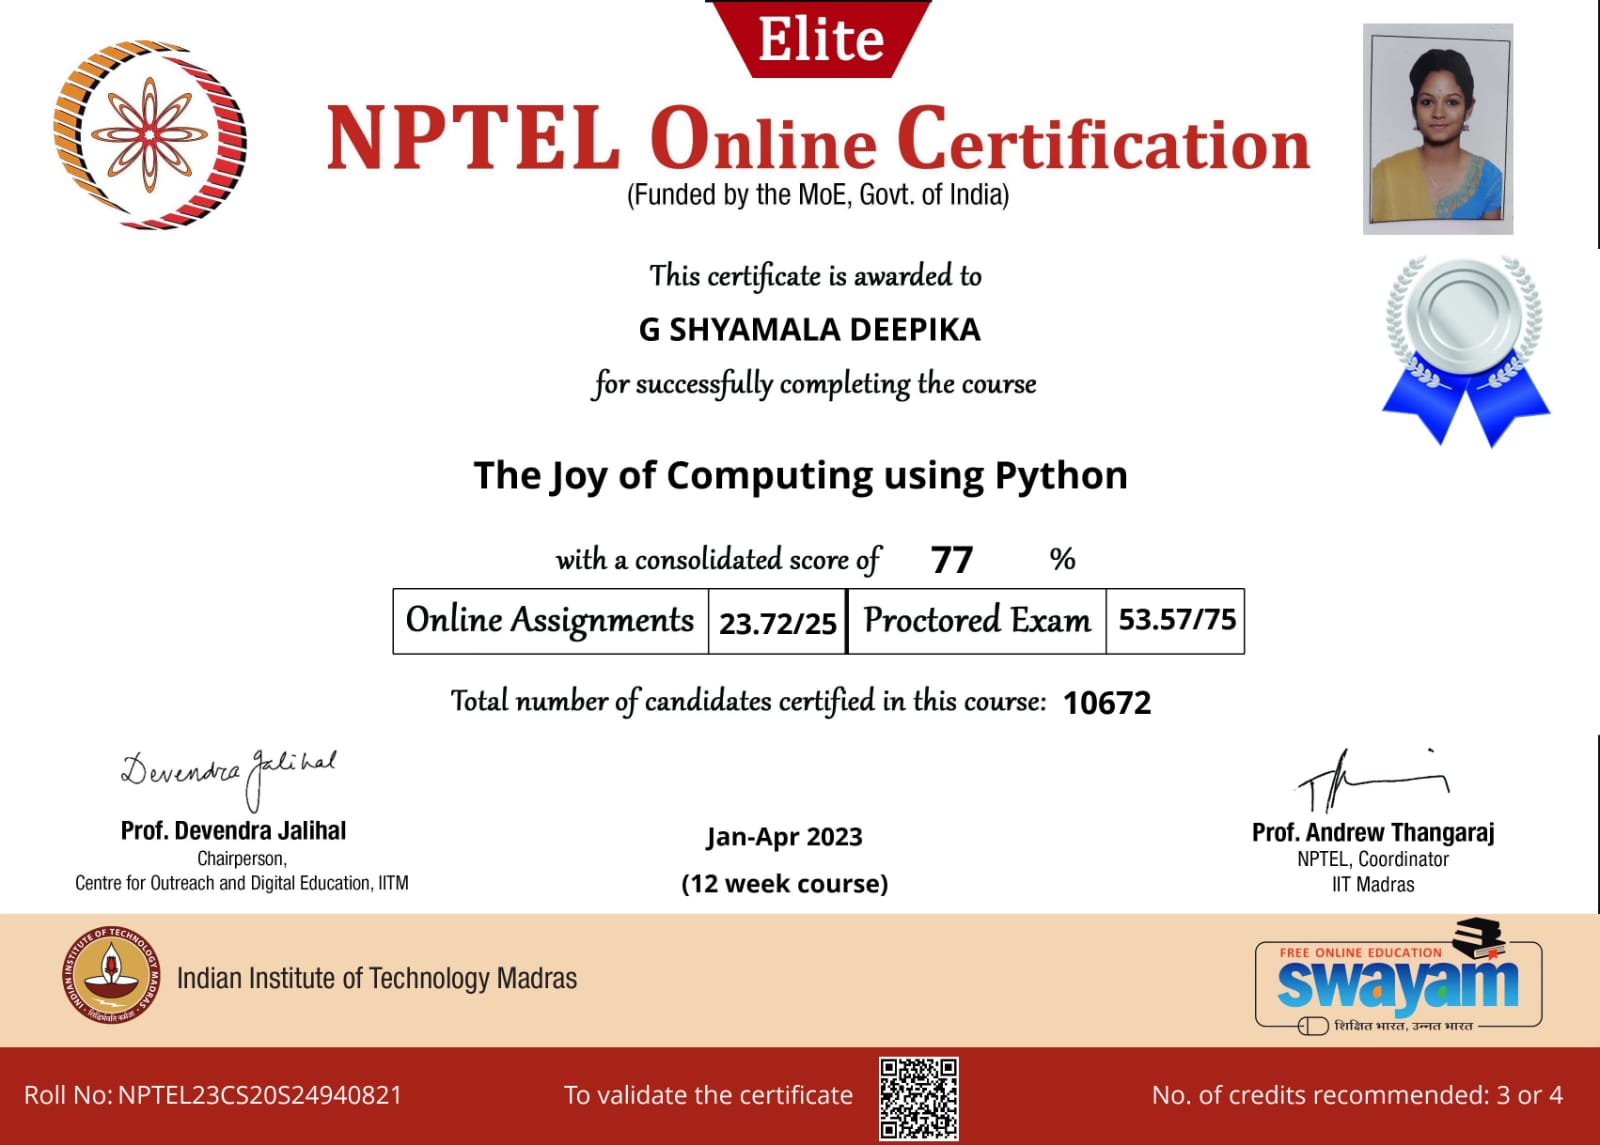 Elite
NPTEL Online Certification
(Funded by the MoE, Govt. of India)
This certificate is awarded to
G SHYAMALA DEEPIKA
for successfully completing the course
The Joy of Computing using Python
with a consolidated score of 77 %
Online Assignments 23.72/25 Proctored Exam 53.57/75
Total number of candidates certified in this course: 10672
Devendra Jalihal
Prof. Devendra Jalihal
Chairperson,
Centre for Outreach and Digital Education, IITM
Jan-Apr 2023
(12 week course)
Prof. Andrew Thangaraj
NPTEL, Coordinator
IIT Madras
INDIAN INSTITUTE OF TECHNOLOGY MADRAS
सिद्धिर्भवति कर्मजा
Indian Institute of Technology Madras
FREE ONLINE EDUCATION
swayam
शिक्षित भारत, उन्नत भारत
Roll No: NPTEL23CS20S24940821
To validate the certificate
No. of credits recommended: 3 or 4